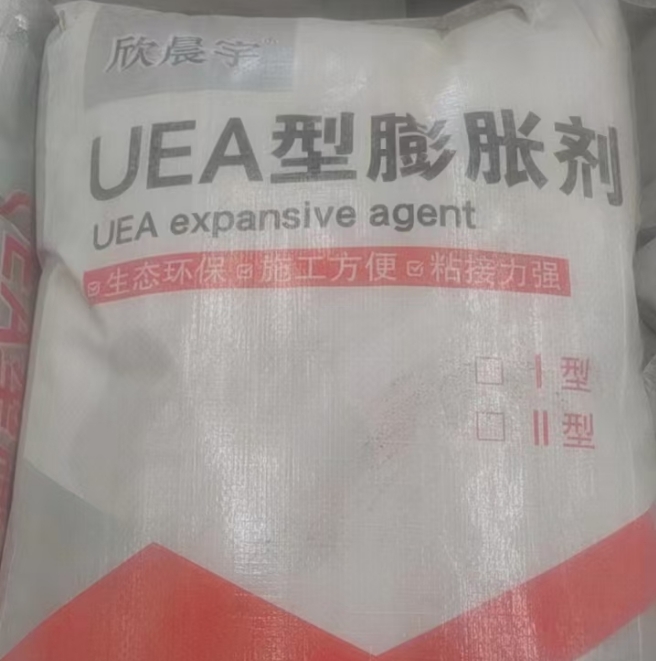 欣晨宇®
UEA型膨胀剂
UEA expansive agent
☑生态环保 ☑施工方便 ☑粘接力强
□ Ⅰ型
□ Ⅱ型